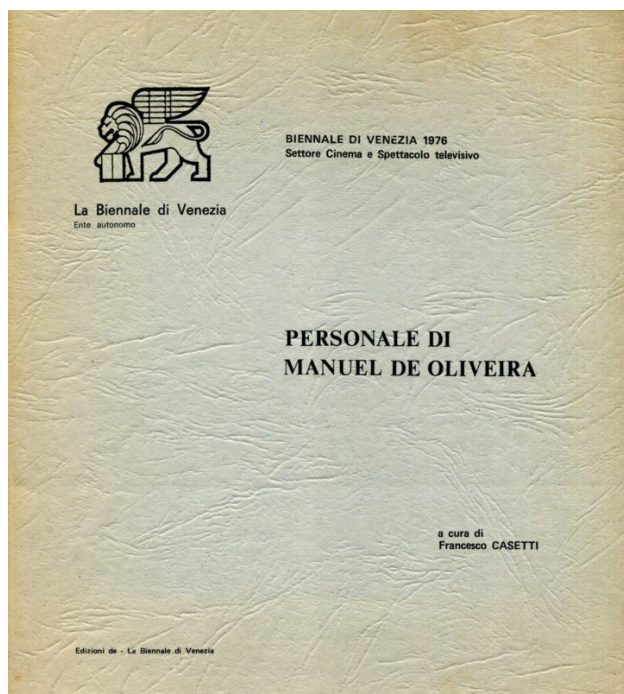 BIENNALE DI VENEZIA 1976
Settore Cinema e Spettacolo televisivo
La Biennale di Venezia
Ente autonomo
PERSONALE DI
MANUEL DE OLIVEIRA
a cura di
Francesco CASETTI
Edizioni de - La Biennale di Venezia